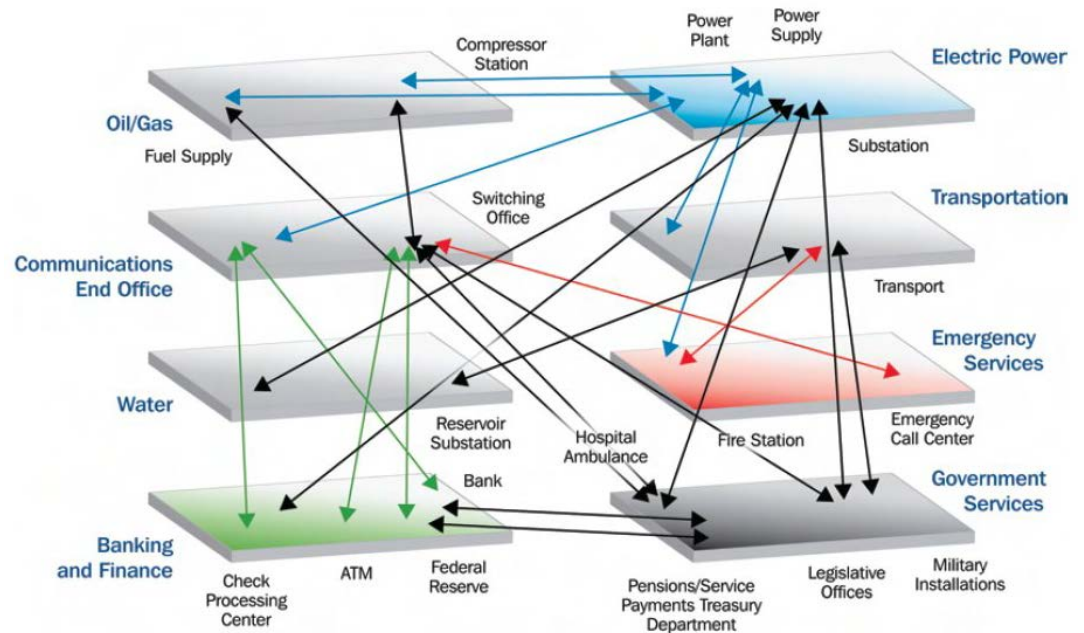 Compressor
Station
Power
Plant
Power
Supply
Electric Power
Oil/Gas
Fuel Supply
Substation
Switching
Office
Transportation
Communications
End Office
Transport
Emergency
Services
Water
Reservoir
Substation
Hospital
Ambulance
Fire Station
Emergency
Call Center
Bank
Government
Services
Banking
and Finance
Check
Processing
Center
ATM
Federal
Reserve
Pensions/Service
Payments Treasury
Department
Legislative
Offices
Military
Installations